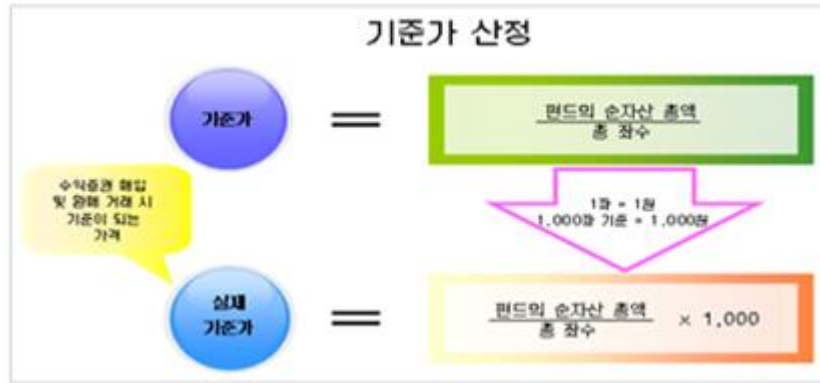 기준가 산정
기준가
=
펀드의 순자산 총액
총 좌수
수익증권 매입
및 환매 거래 시
기준이 되는
가격
1좌 = 1원
1,000좌 기준 = 1,000원
실제
기준가
=
펀드의 순자산 총액
총 좌수
× 1,000